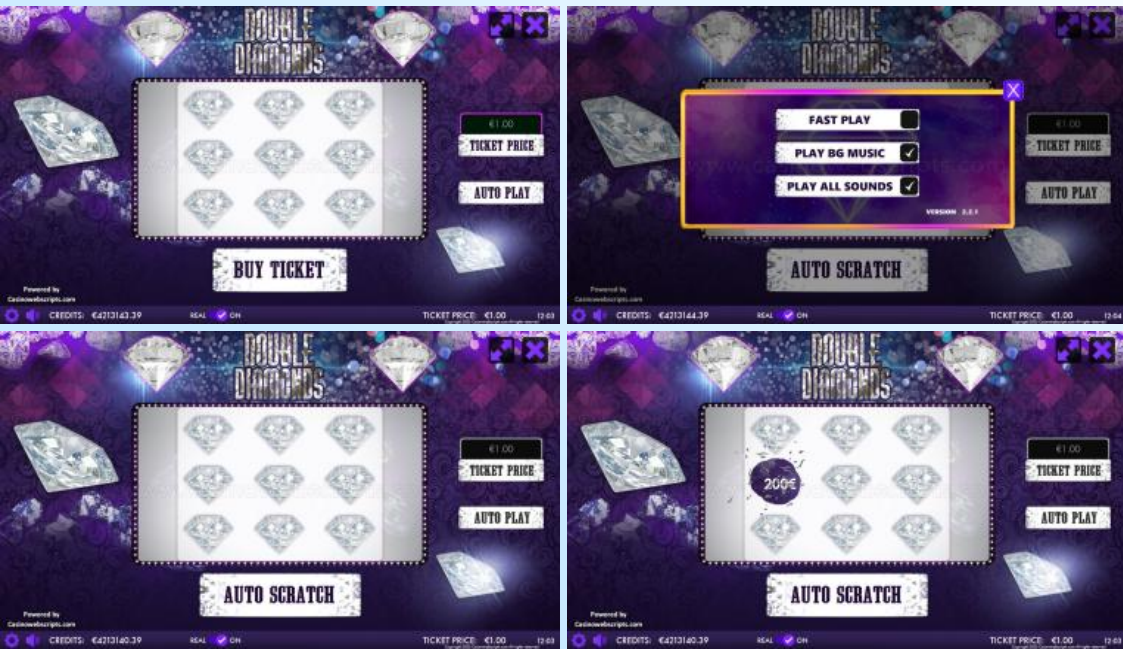 DOUBLE
DIAMONDS
€1.00
TICKET PRICE
AUTO PLAY
BUY TICKET
Powered by
Casinowebscripts.com
CREDITS: €4213143.39 REAL ON TICKET PRICE: €1.00 12:03
DOUBLE
DIAMONDS
X
FAST PLAY
PLAY BG MUSIC
PLAY ALL SOUNDS
VERSION 2.2.1
€1.00
TICKET PRICE
AUTO PLAY
AUTO SCRATCH
Powered by
Casinowebscripts.com
CREDITS: €4213144.39 REAL ON TICKET PRICE: €1.00 12:04
DOUBLE
DIAMONDS
€1.00
TICKET PRICE
AUTO PLAY
AUTO SCRATCH
Powered by
Casinowebscripts.com
CREDITS: €4213140.39 REAL ON TICKET PRICE: €1.00 12:03
DOUBLE
DIAMONDS
€1.00
TICKET PRICE
200€
AUTO PLAY
AUTO SCRATCH
Powered by
Casinowebscripts.com
CREDITS: €4213140.39 REAL ON TICKET PRICE: €1.00 12:03